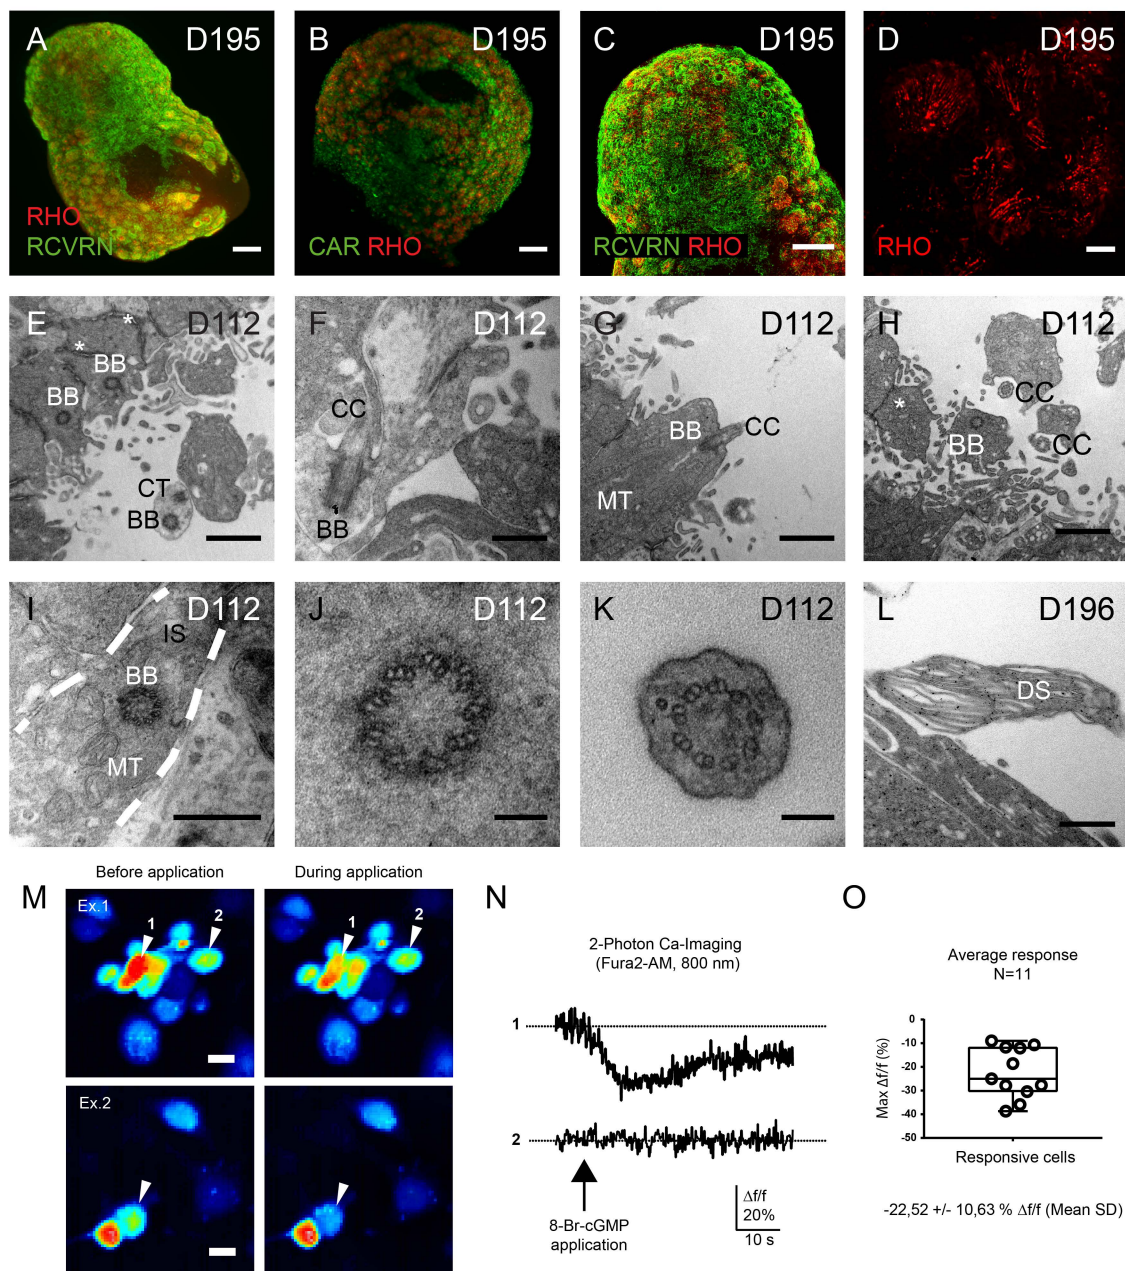 A D195
RHO
RCVRN
B D195
CAR RHO
C D195
RCVRN RHO
D D195
RHO
E D112
*
*
BB
BB
CT
BB
F D112
CC
BB
G D112
BB CC
MT
H D112
*
CC
BB CC
I D112
IS
BB
MT
J D112
K D112
L D196
DS
M
Before application During application
Ex.1
1 2
1 2
Ex.2
N
2-Photon Ca-Imaging
(Fura2-AM, 800 nm)
1
2
8-Br-cGMP
application
Δf/f
20%
10 s
O
Average response
N=11
Max Δf/f (%)
0
-10
-20
-30
-40
-50
Responsive cells
-22,52 +/- 10,63 % Δf/f (Mean SD)